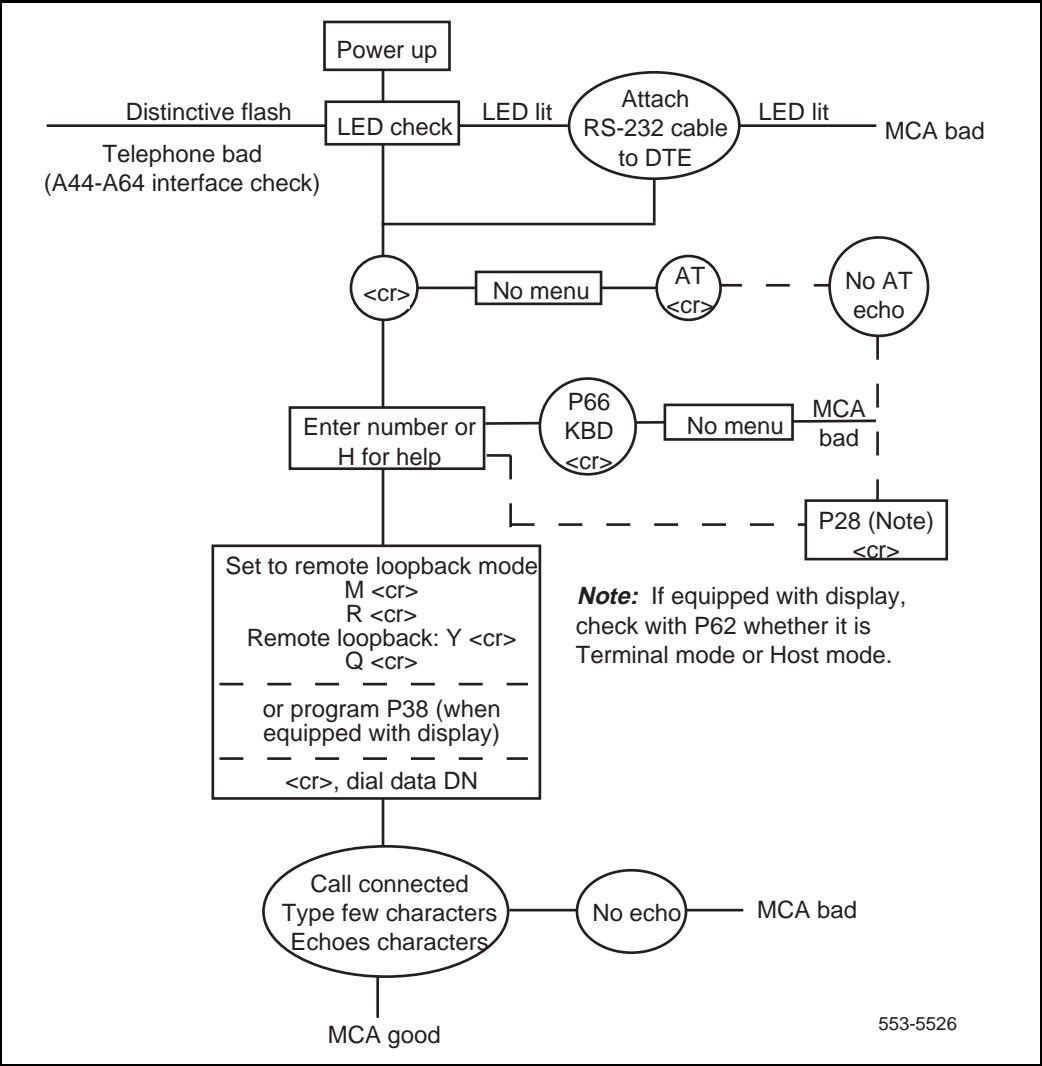 Power up
Distinctive flash
LED check
LED lit
Attach
RS-232 cable
to DTE
LED lit
MCA bad
Telephone bad
(A44-A64 interface check)
<cr>
No menu
AT
<cr>
No AT
echo
Enter number or
H for help
P66
KBD
<cr>
No menu
MCA
bad
P28 (Note)
<cr>
Set to remote loopback mode
M <cr>
R <cr>
Remote loopback: Y <cr>
Q <cr>
or program P38 (when
equipped with display)
<cr>, dial data DN
Note: If equipped with display,
check with P62 whether it is
Terminal mode or Host mode.
Call connected
Type few characters
Echoes characters
No echo
MCA bad
MCA good
553-5526